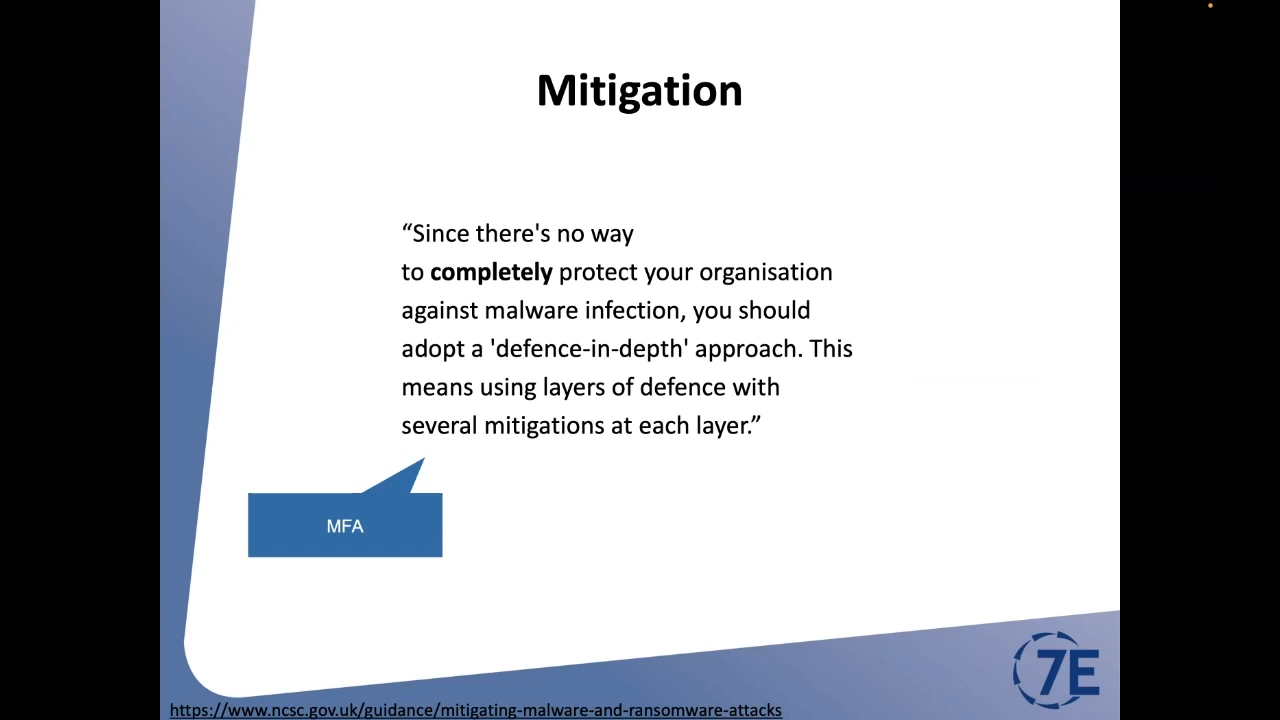 Mitigation
“Since there's no way
to completely protect your organisation
against malware infection, you should
adopt a 'defence-in-depth' approach. This
means using layers of defence with
several mitigations at each layer.”
MFA
7E
https://www.ncsc.gov.uk/guidance/mitigating-malware-and-ransomware-attacks